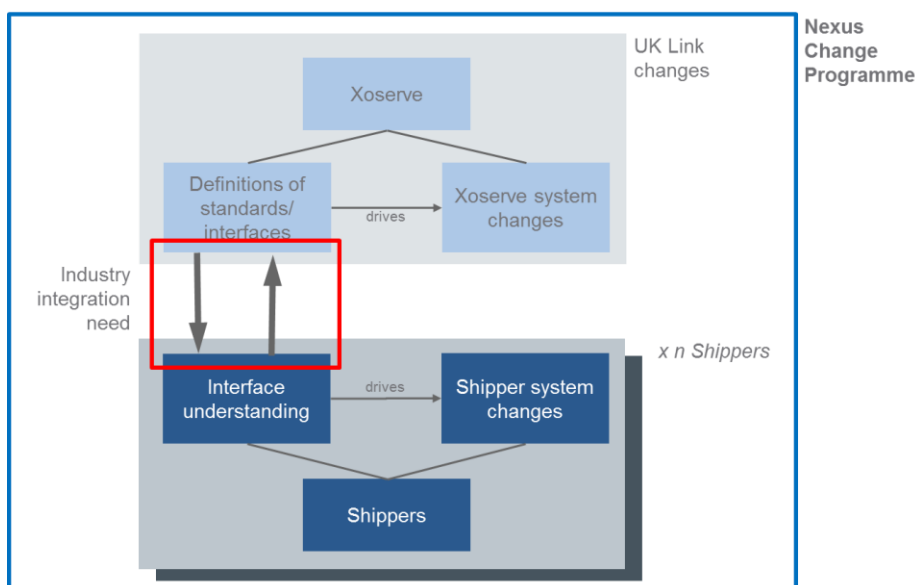 Nexus
Change
Programme
UK Link
changes
Xoserve
Definitions of
standards/
interfaces
drives
Xoserve system
changes
Industry
integration
need
x n Shippers
Interface
understanding
drives
Shipper system
changes
Shippers